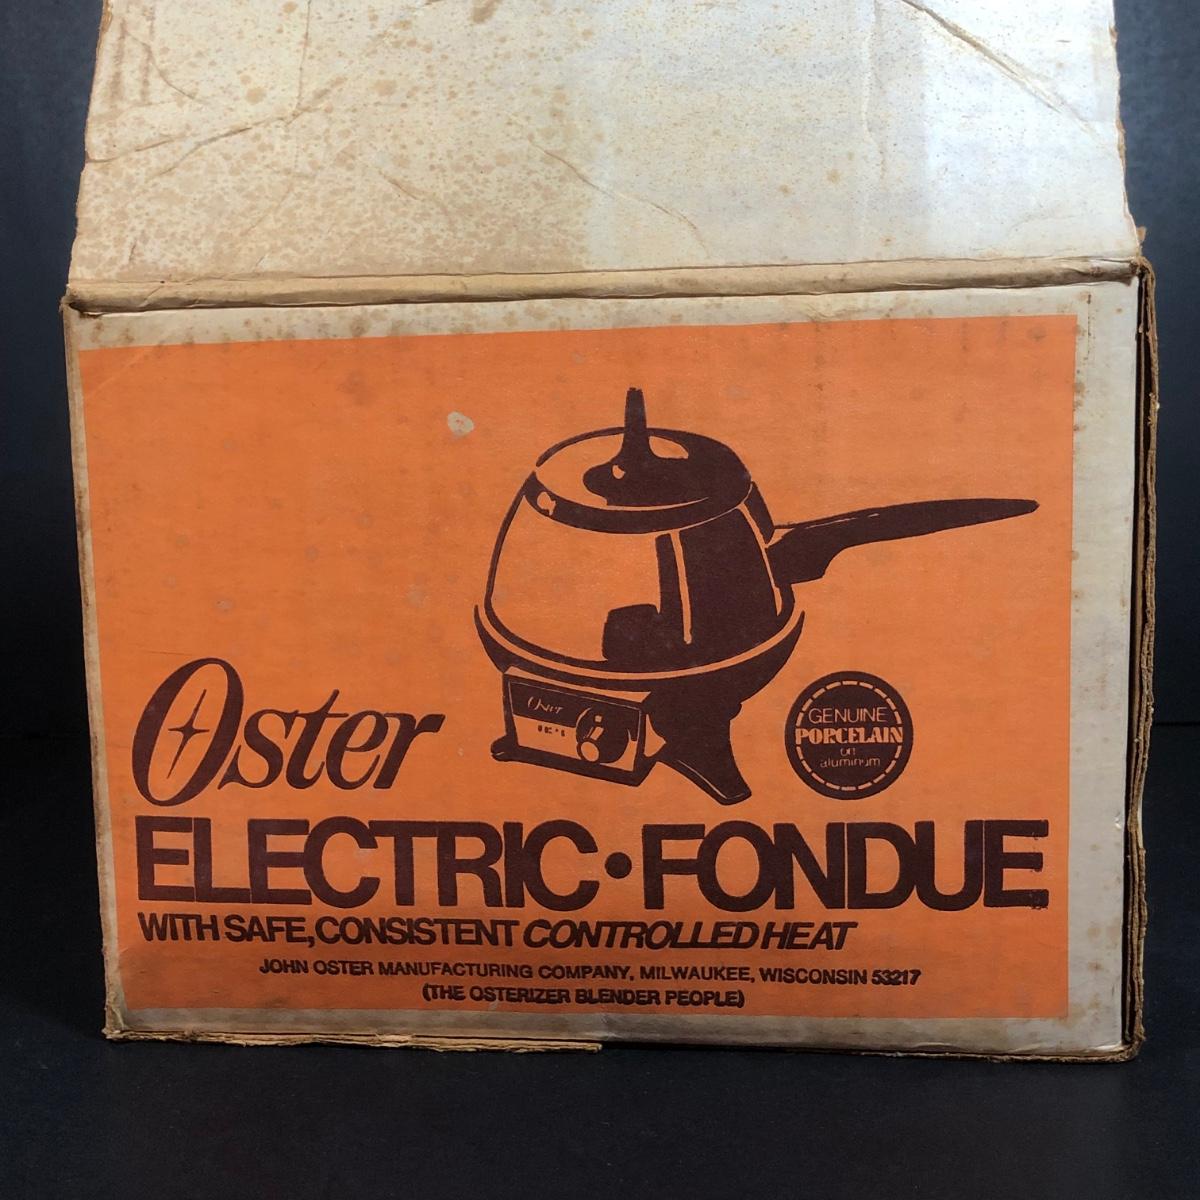 Oster
Oster
GENUINE
PORCELAIN
on
aluminum
ELECTRIC•FONDUE
WITH SAFE, CONSISTENT CONTROLLED HEAT
JOHN OSTER MANUFACTURING COMPANY, MILWAUKEE, WISCONSIN 53217
(THE OSTERIZER BLENDER PEOPLE)